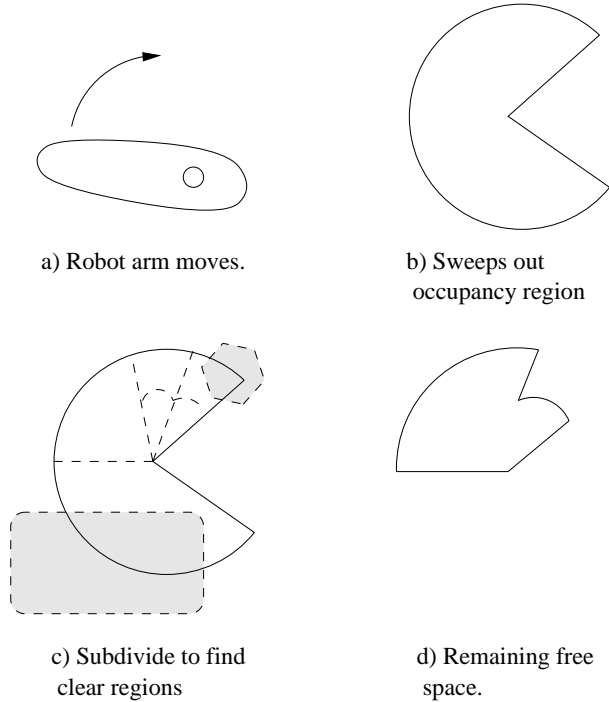 a) Robot arm moves.
b) Sweeps out
occupancy region
c) Subdivide to find
clear regions
d) Remaining free
space.